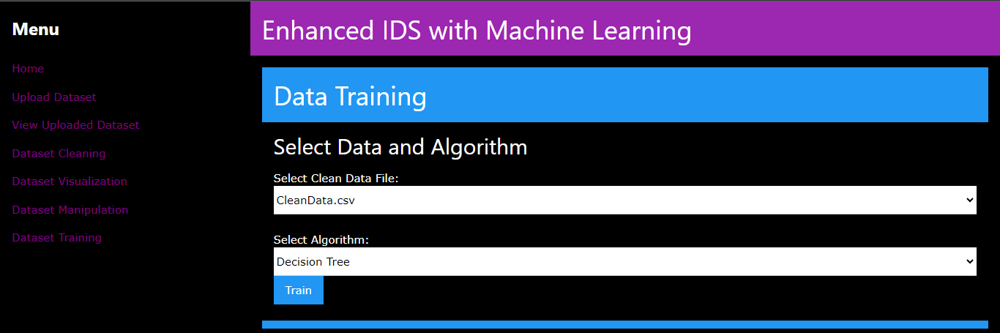 Menu
Home
Upload Dataset
View Uploaded Dataset
Dataset Cleaning
Dataset Visualization
Dataset Manipulation
Dataset Training
Enhanced IDS with Machine Learning
Data Training
Select Data and Algorithm
Select Clean Data File:
CleanData.csv
Select Algorithm:
Decision Tree
Train